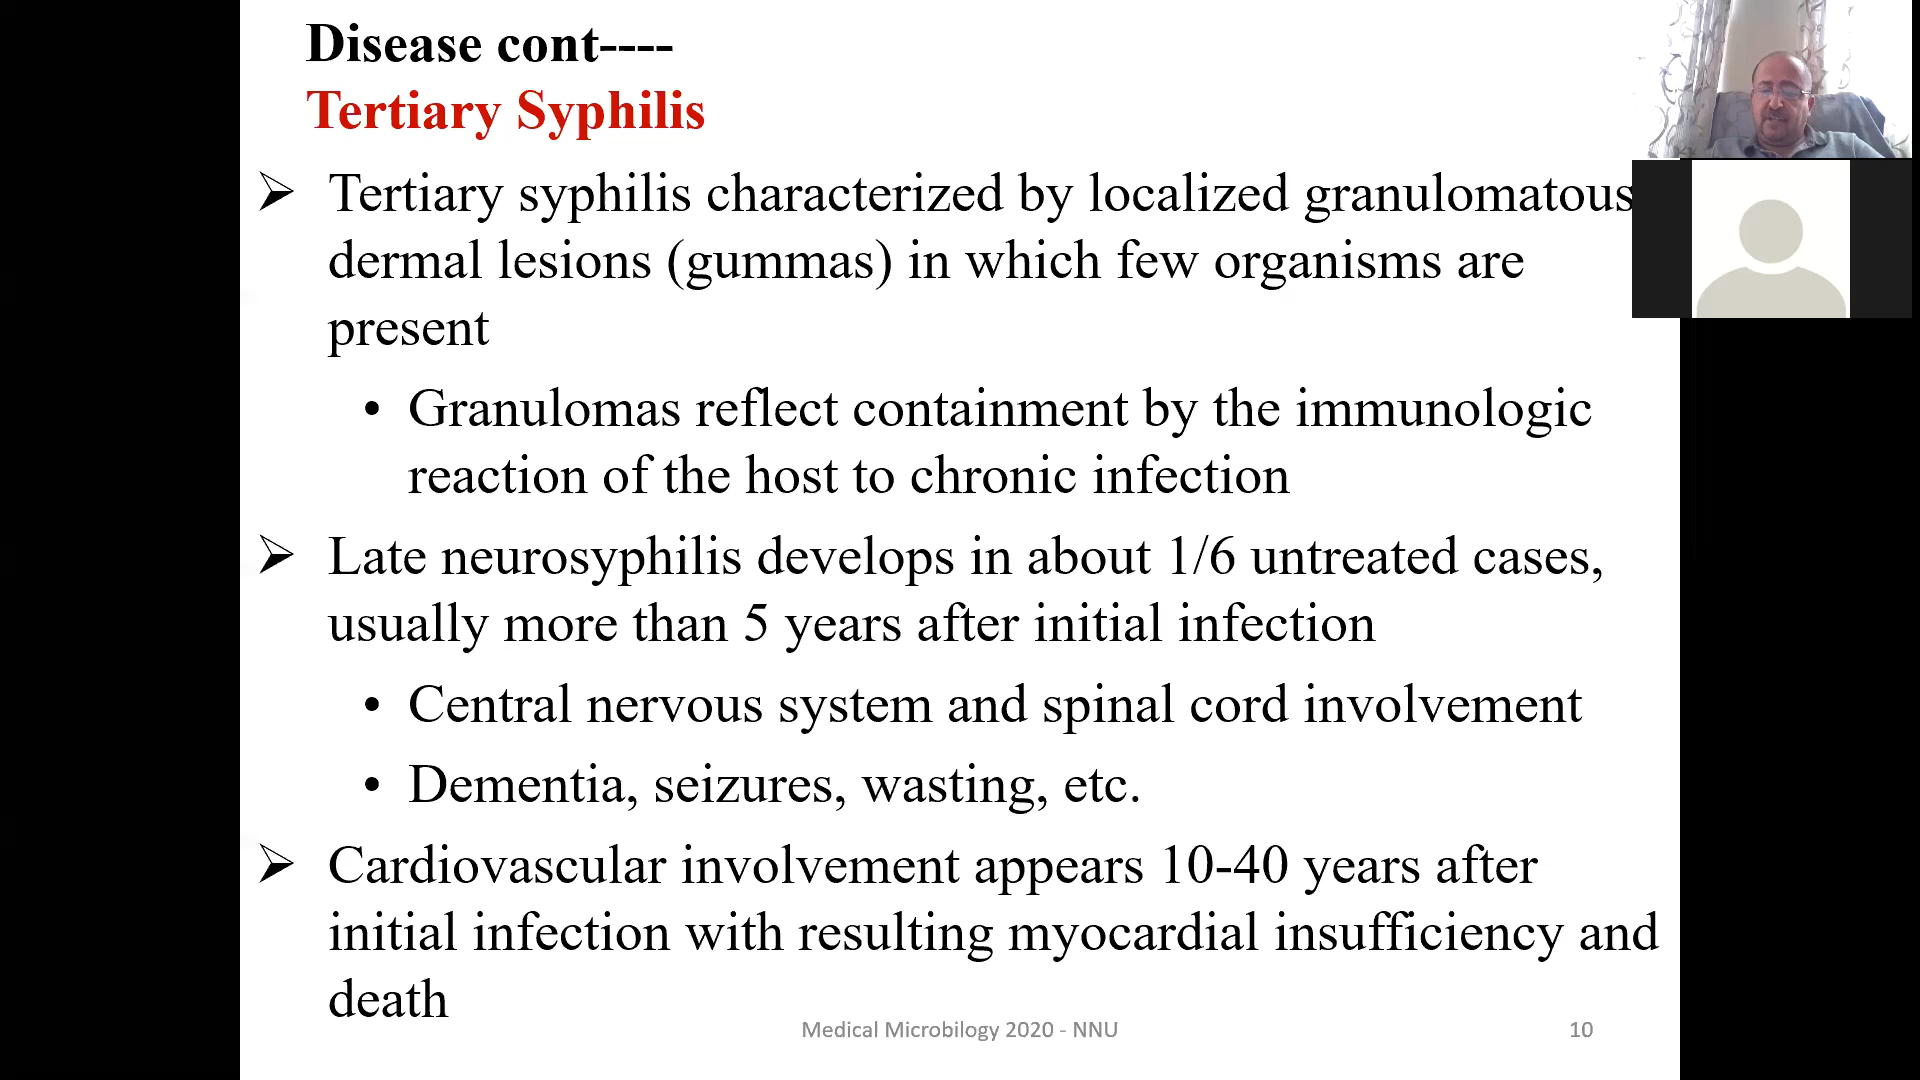 Disease cont----
Tertiary Syphilis
➢ Tertiary syphilis characterized by localized granulomatous
dermal lesions (gummas) in which few organisms are
present
• Granulomas reflect containment by the immunologic
reaction of the host to chronic infection
➢ Late neurosyphilis develops in about 1/6 untreated cases,
usually more than 5 years after initial infection
• Central nervous system and spinal cord involvement
• Dementia, seizures, wasting, etc.
➢ Cardiovascular involvement appears 10-40 years after
initial infection with resulting myocardial insufficiency and
death
Medical Microbilogy 2020 - NNU
10